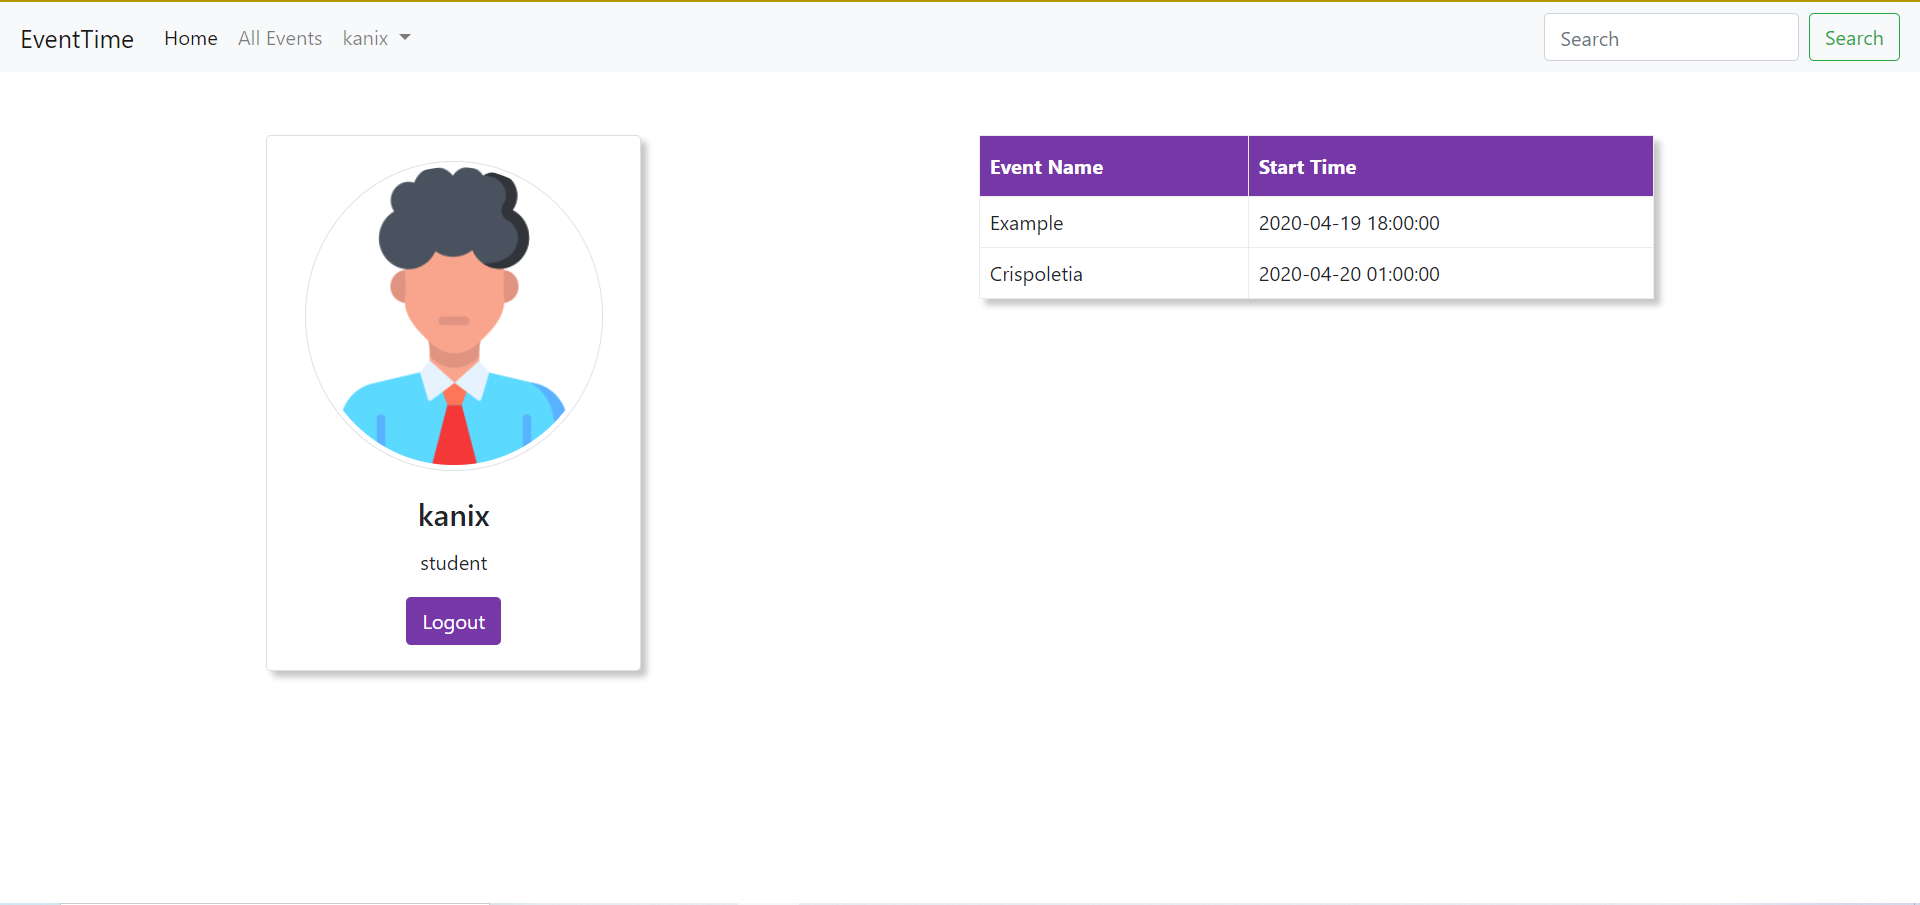 EventTime Home All Events kanix Search Search
kanix
student
Logout
Event Name Start Time
Example 2020-04-19 18:00:00
Crispoletia 2020-04-20 01:00:00